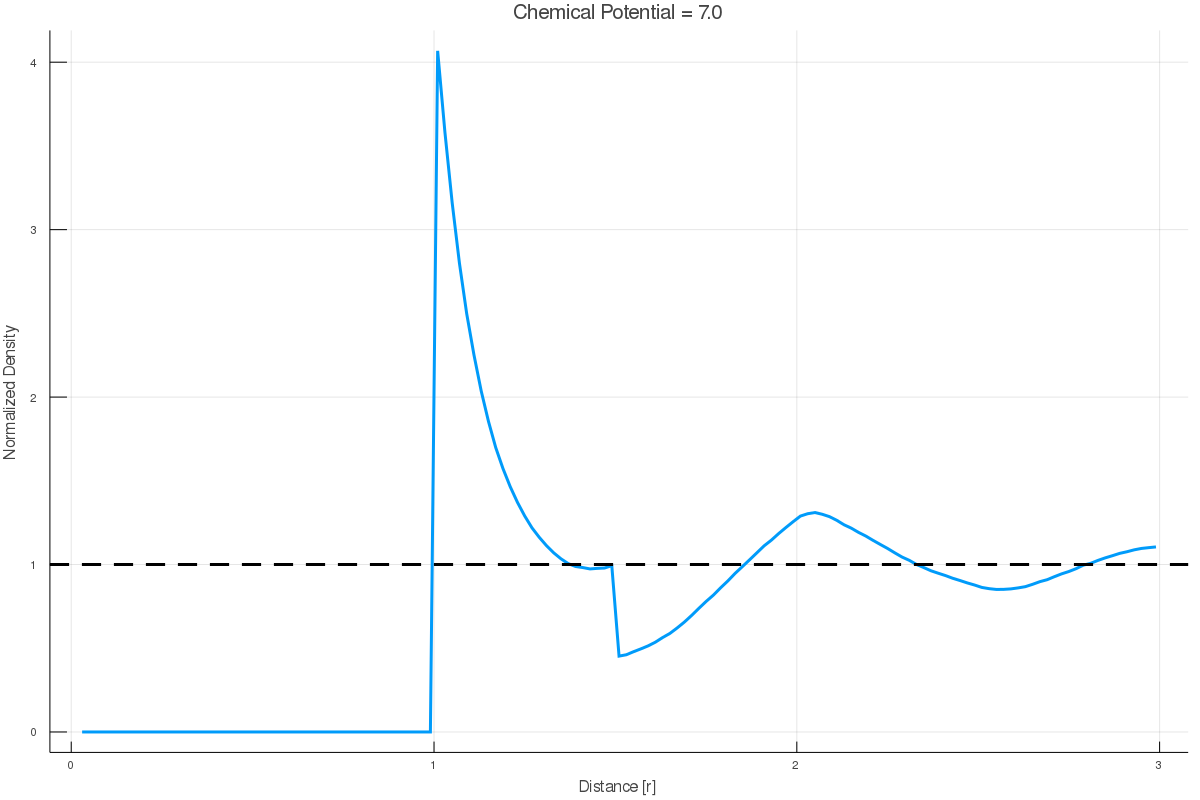 Chemical Potential = 7.0
4
3
2
1
0
Normalized Density
0 1 2 3
Distance [r]